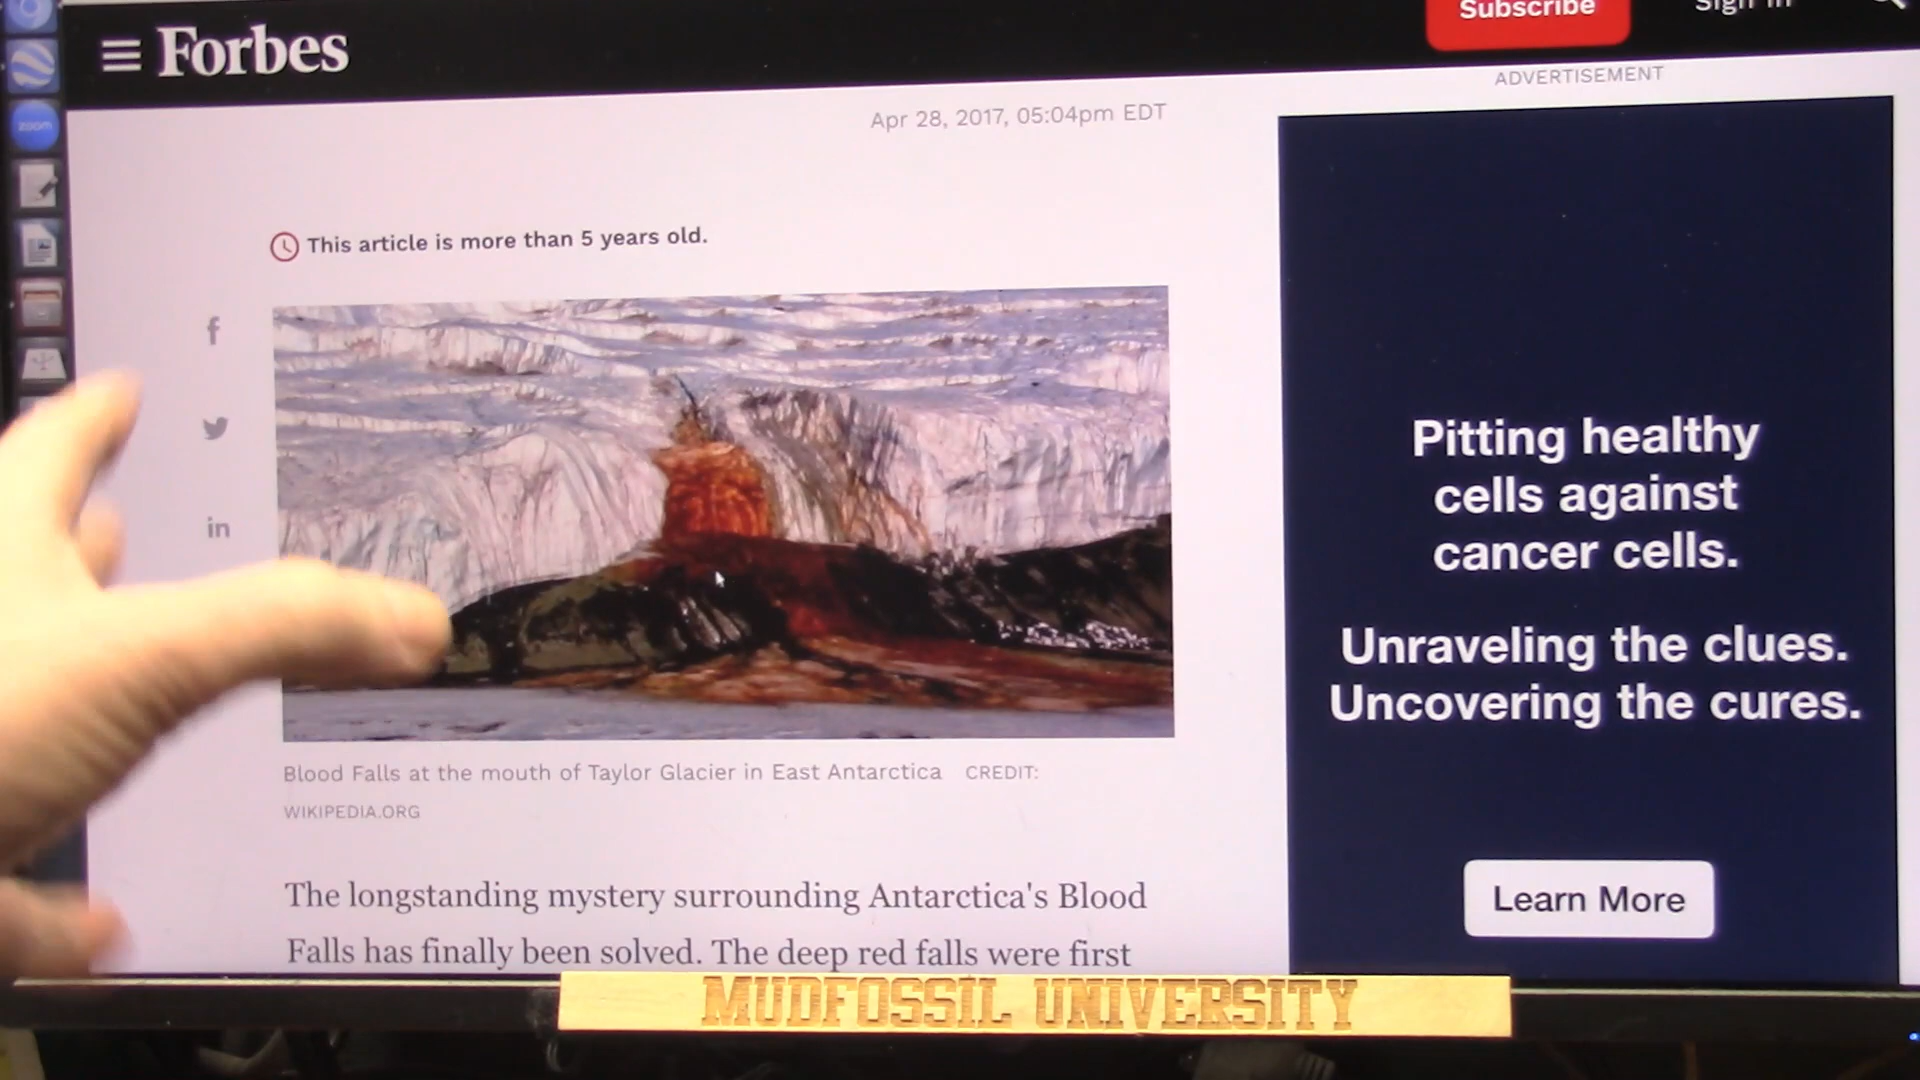 Subscribe
Sign In
Forbes
ADVERTISEMENT
Apr 28, 2017, 05:04pm EDT
zoom
This article is more than 5 years old.
f
in
Blood Falls at the mouth of Taylor Glacier in East Antarctica CREDIT:
WIKIPEDIA.ORG
The longstanding mystery surrounding Antarctica's Blood
Falls has finally been solved. The deep red falls were first
Pitting healthy
cells against
cancer cells.
Unraveling the clues.
Uncovering the cures.
Learn More
MUDFOSSIL UNIVERSITY